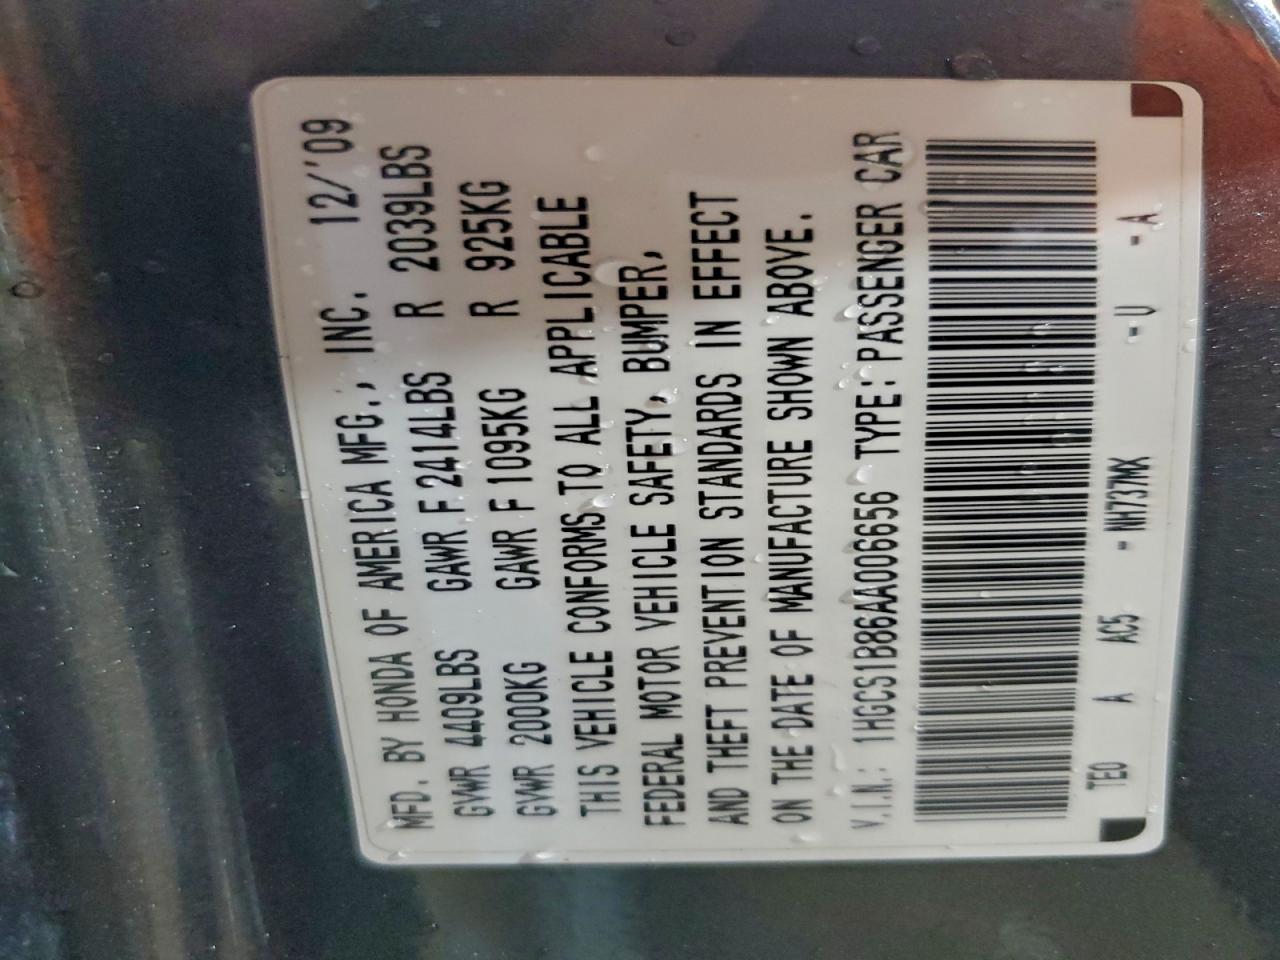 MFD. BY HONDA OF AMERICA MFG., INC. 12/'09
GVWR 4409LBS GAWR F 2414LBS R 2039LBS
GVWR 2000KG GAWR F 1095KG R 925KG
THIS VEHICLE CONFORMS TO ALL APPLICABLE
FEDERAL MOTOR VEHICLE SAFETY, BUMPER,
AND THEFT PREVENTION STANDARDS IN EFFECT
ON THE DATE OF MANUFACTURE SHOWN ABOVE.
V.I.N.: 1HGCS1B86AA006656 TYPE: PASSENGER CAR
TE0 A AC5 - NH737MX -U -A